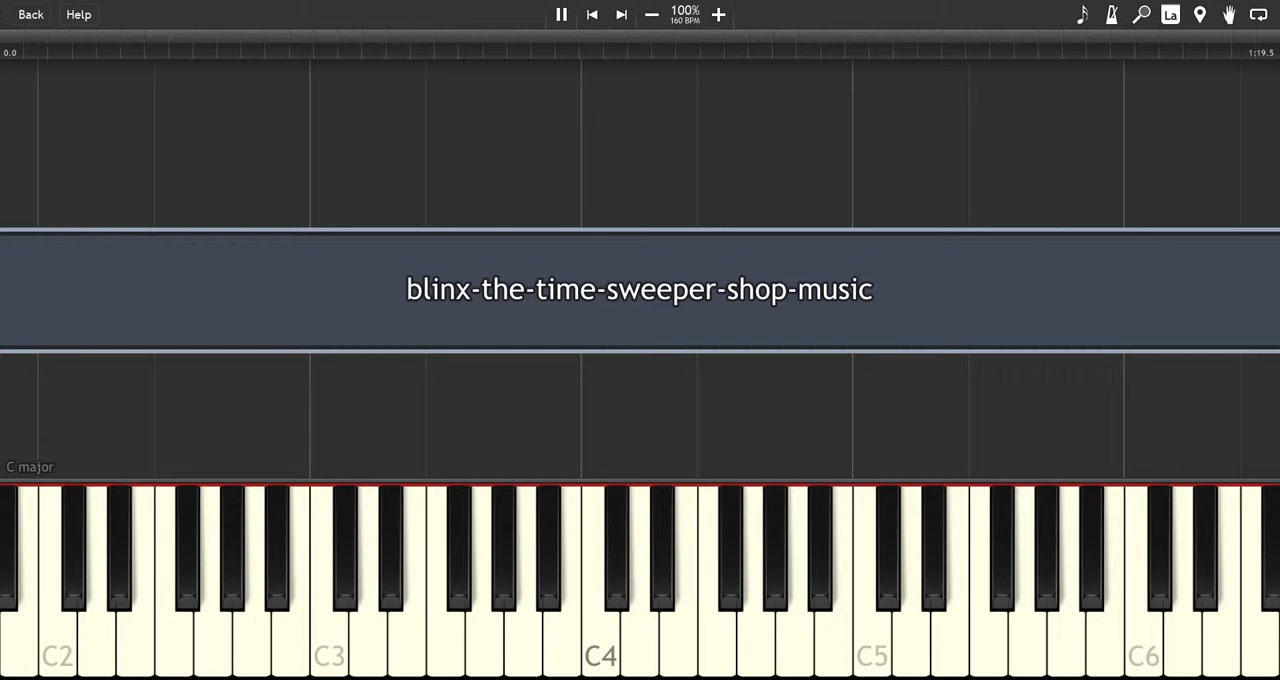 Back Help 100% La
160 BPM
0.0 1:19.5
blinx-the-time-sweeper-shop-music
C major
C2 C3 C4 C5 C6